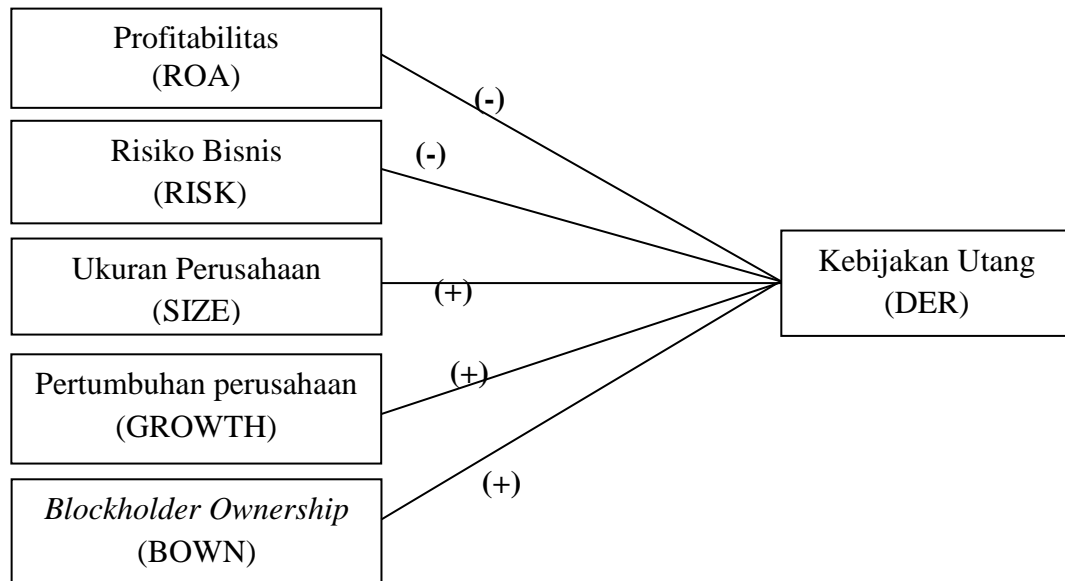 Profitabilitas
(ROA)
(-)
Risiko Bisnis
(RISK)
(-)
Ukuran Perusahaan
(SIZE)
(+)
Pertumbuhan perusahaan
(GROWTH)
(+)
Blockholder Ownership
(BOWN)
(+)
Kebijakan Utang
(DER)